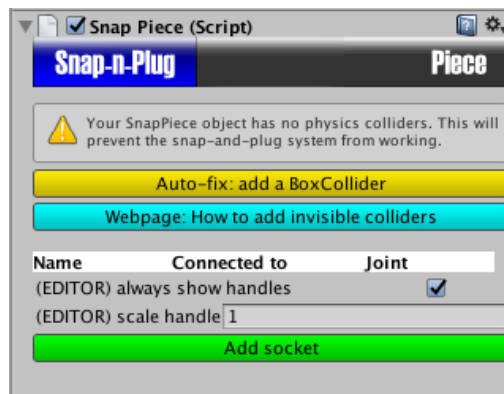 Snap Piece (Script)
Snap-n-Plug Piece
Your SnapPiece object has no physics colliders. This will
prevent the snap-and-plug system from working.
Auto-fix: add a BoxCollider
Webpage: How to add invisible colliders
Name Connected to Joint
(EDITOR) always show handles
(EDITOR) scale handle 1
Add socket